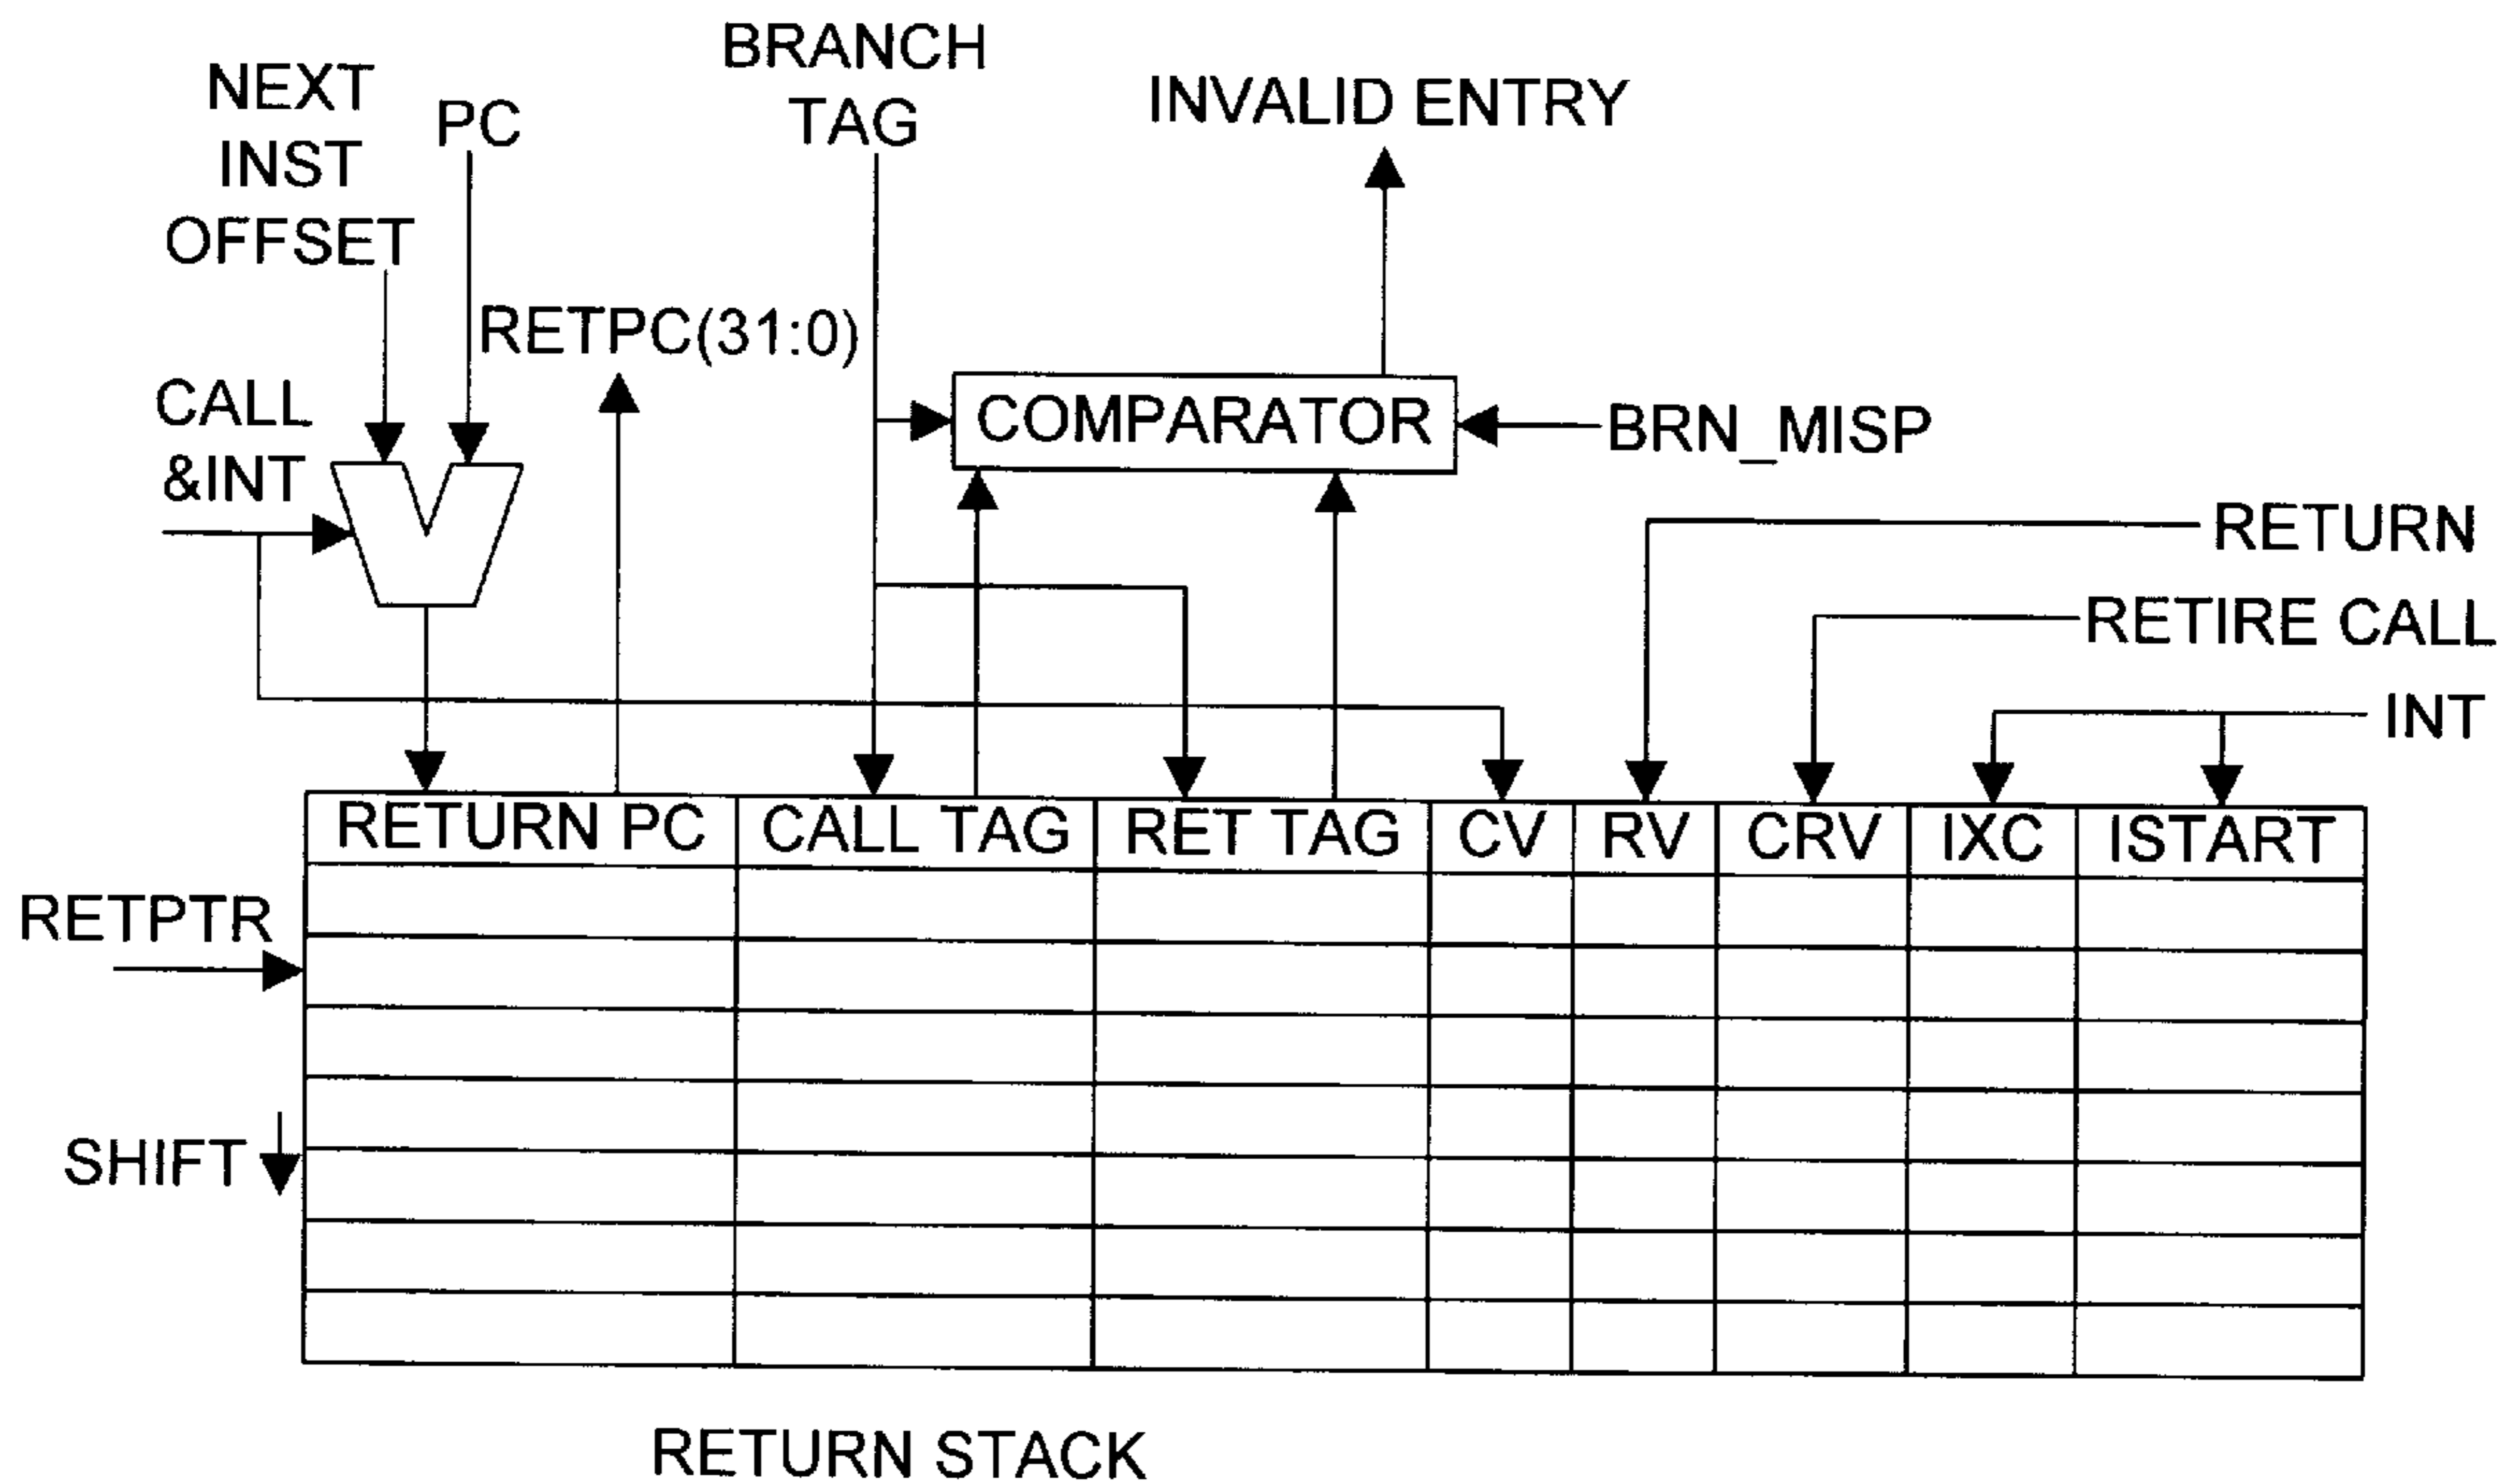 BRANCH
TAG
NEXT
INST
OFFSET
PC
INVALID ENTRY
RETPC(31:0)
CALL
&INT
COMPARATOR
BRN_MISP
RETURN
RETIRE CALL
INT
RETURN PC CALL TAG RET TAG CV RV CRV IXC ISTART
RETPTR
SHIFT
RETURN STACK